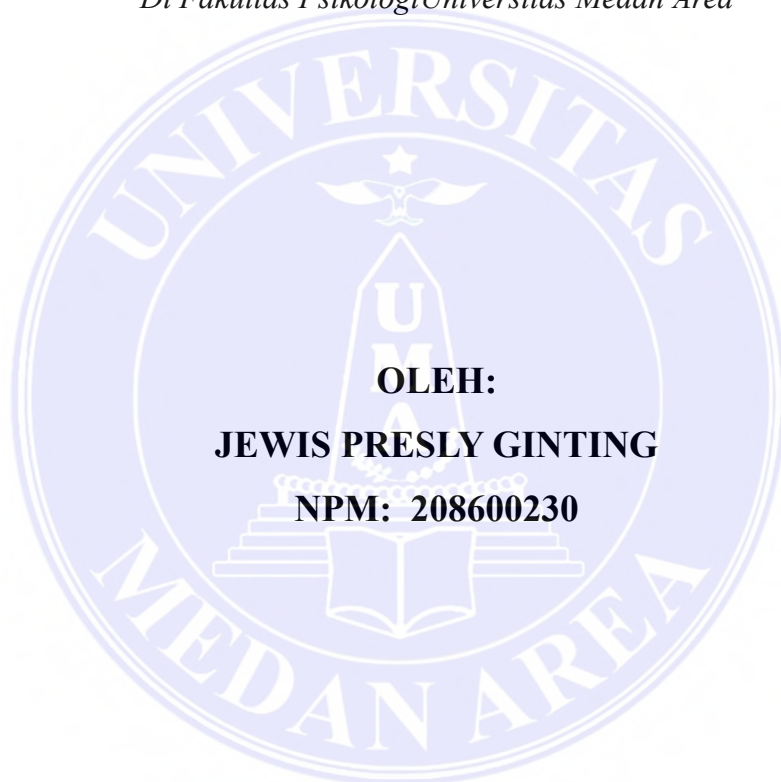 Di Fakultas PsikologiUniversitas Medan Area
UNIVERSITAS
U
M
A
OLEH:
JEWIS PRESLY GINTING
NPM: 208600230
MEDAN AREA